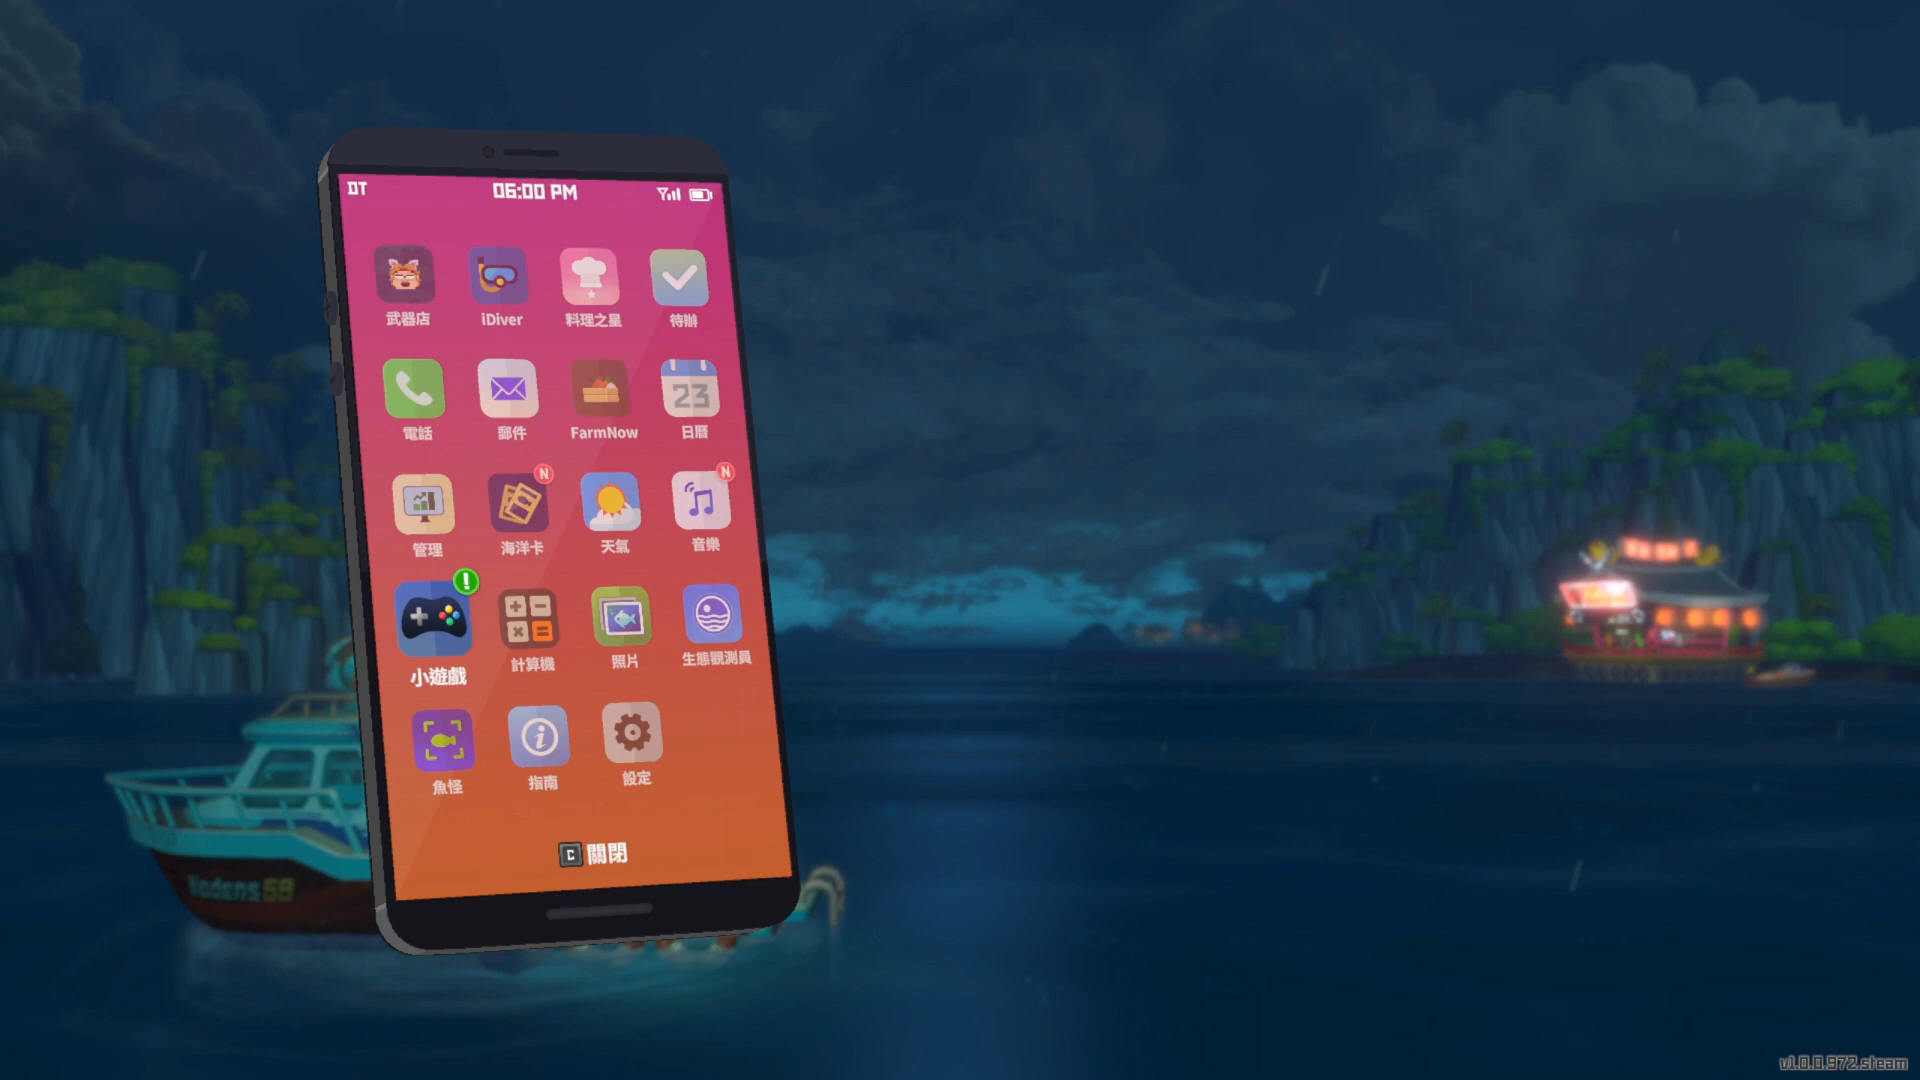 DT 06:00 PM
武器店 iDiver 料理之星 待辦
電話 郵件 FarmNow 日曆
23
管理 海洋卡 天氣 音樂
N N
小遊戲 計算機 照片 生態觀測員
!
魚怪 指南 設定
C 關閉
Nodens 68
v1.0.0.972.steam